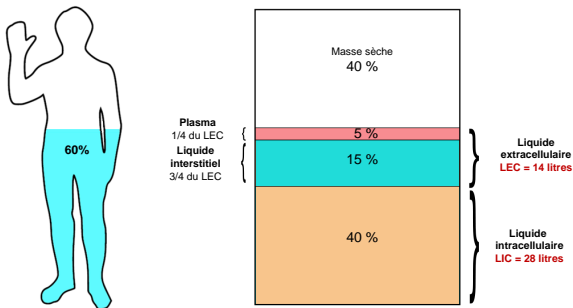 60%
Masse sèche
40 %
Plasma
1/4 du LEC
5 %
Liquide
interstitiel
3/4 du LEC
15 %
Liquide
extracellulaire
LEC = 14 litres
40 %
Liquide
intracellulaire
LIC = 28 litres